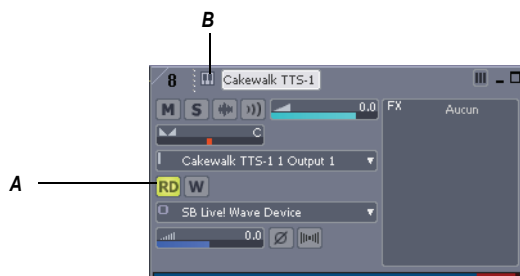 B
8 Cakewalk TTS-1
M S 0.0 FX Aucun
C
Cakewalk TTS-1 1 Output 1
A RD W
SB Live! Wave Device
0.0